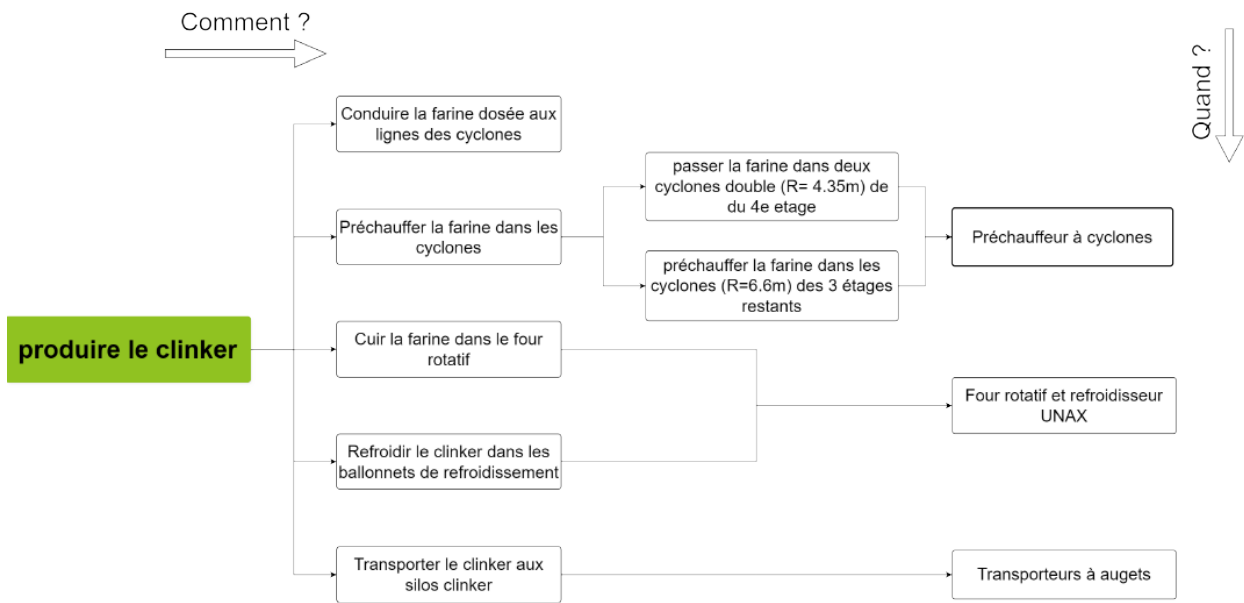 Comment ?
Quand ?
Conduire la farine dosée aux
lignes des cyclones
passer la farine dans deux
cyclones double (R= 4.35m) de
du 4e etage
Préchauffer la farine dans les
cyclones
Préchauffeur à cyclones
préchauffer la farine dans les
cyclones (R=6.6m) des 3 étages
restants
produire le clinker
Cuir la farine dans le four
rotatif
Four rotatif et refroidisseur
UNAX
Refroidir le clinker dans les
ballonnets de refroidissement
Transporter le clinker aux
silos clinker
Transporteurs à augets